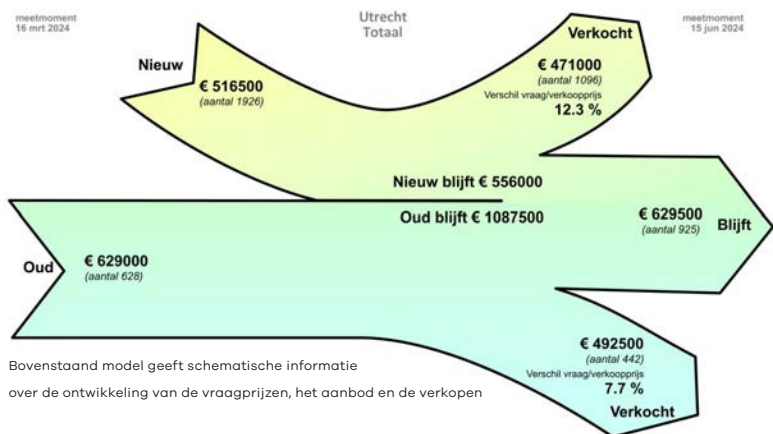 meetmoment
16 mrt 2024
Utrecht
Totaal
meetmoment
15 jun 2024
Nieuw
€ 516500
(aantal 1926)
Verkocht
€ 471000
(aantal 1096)
Verschil vraag/verkoopprijs
12.3 %
Nieuw blijft € 556000
Oud blijft € 1087500
€ 629500
(aantal 925)
Blijft
Oud
€ 629000
(aantal 628)
€ 492500
(aantal 442)
Verschil vraag/verkoopprijs
7.7 %
Verkocht
Bovenstaand model geeft schematische informatie
over de ontwikkeling van de vraagprijzen, het aanbod en de verkopen